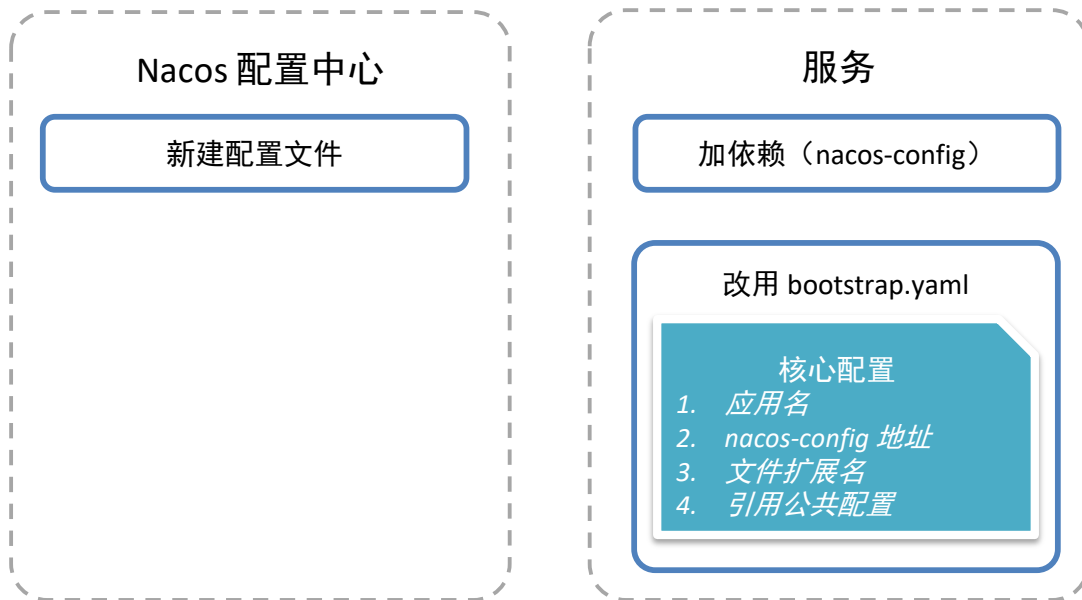 Nacos 配置中心
新建配置文件
服务
加依赖（nacos-config）
改用 bootstrap.yaml
核心配置
1. 应用名
2. nacos-config 地址
3. 文件扩展名
4. 引用公共配置